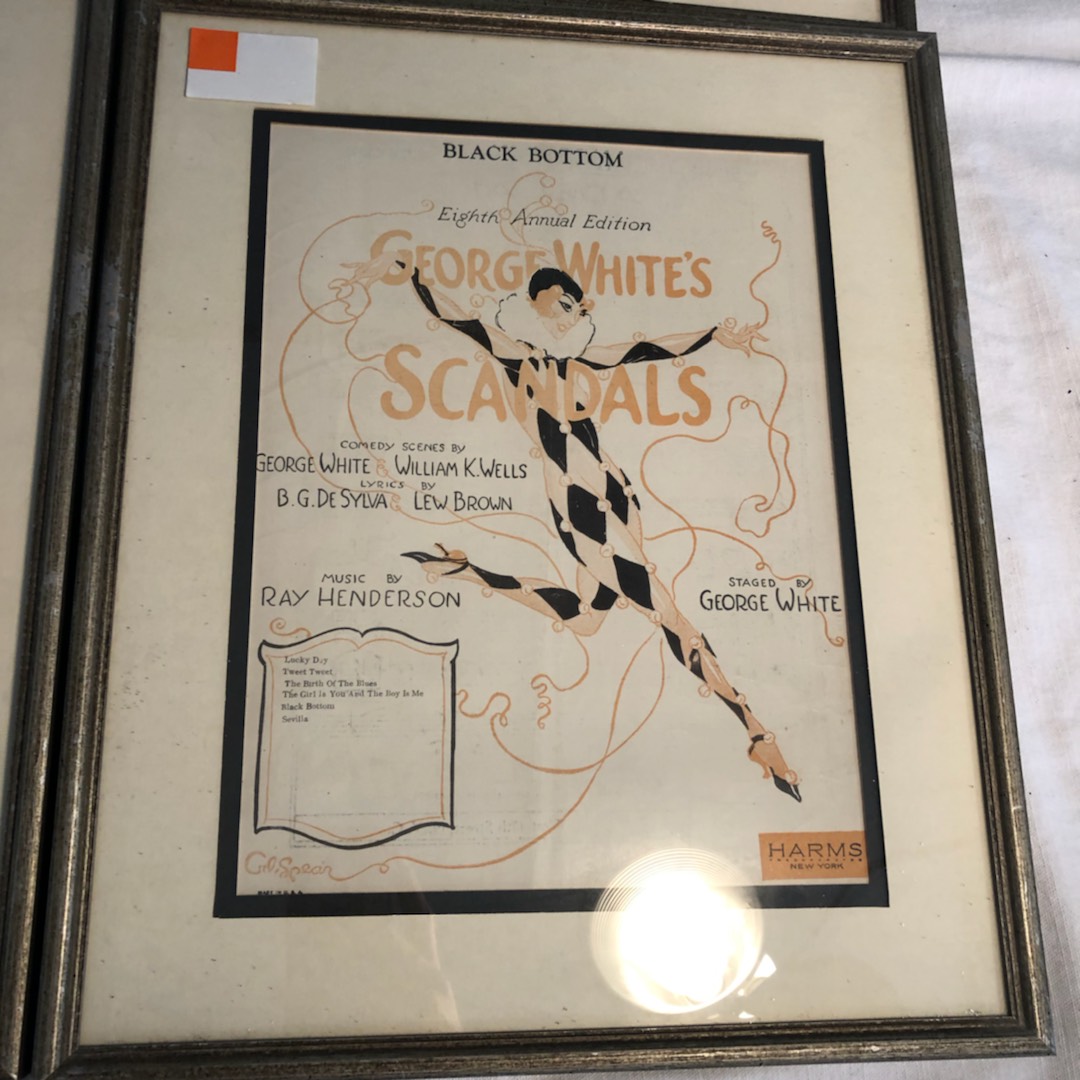 BLACK BOTTOM
Eighth Annual Edition
GEORGE WHITE'S
SCANDALS
COMEDY SCENES BY
GEORGE WHITE & WILLIAM K. WELLS
LYRICS BY
B. G. DE SYLVA & LEW BROWN
MUSIC BY
RAY HENDERSON
STAGED BY
GEORGE WHITE
Lucky Day
Tweet Tweet
The Birth Of The Blues
The Girl Is You And The Boy Is Me
Black Bottom
Sevilla
HARMS
INCORPORATED
NEW YORK